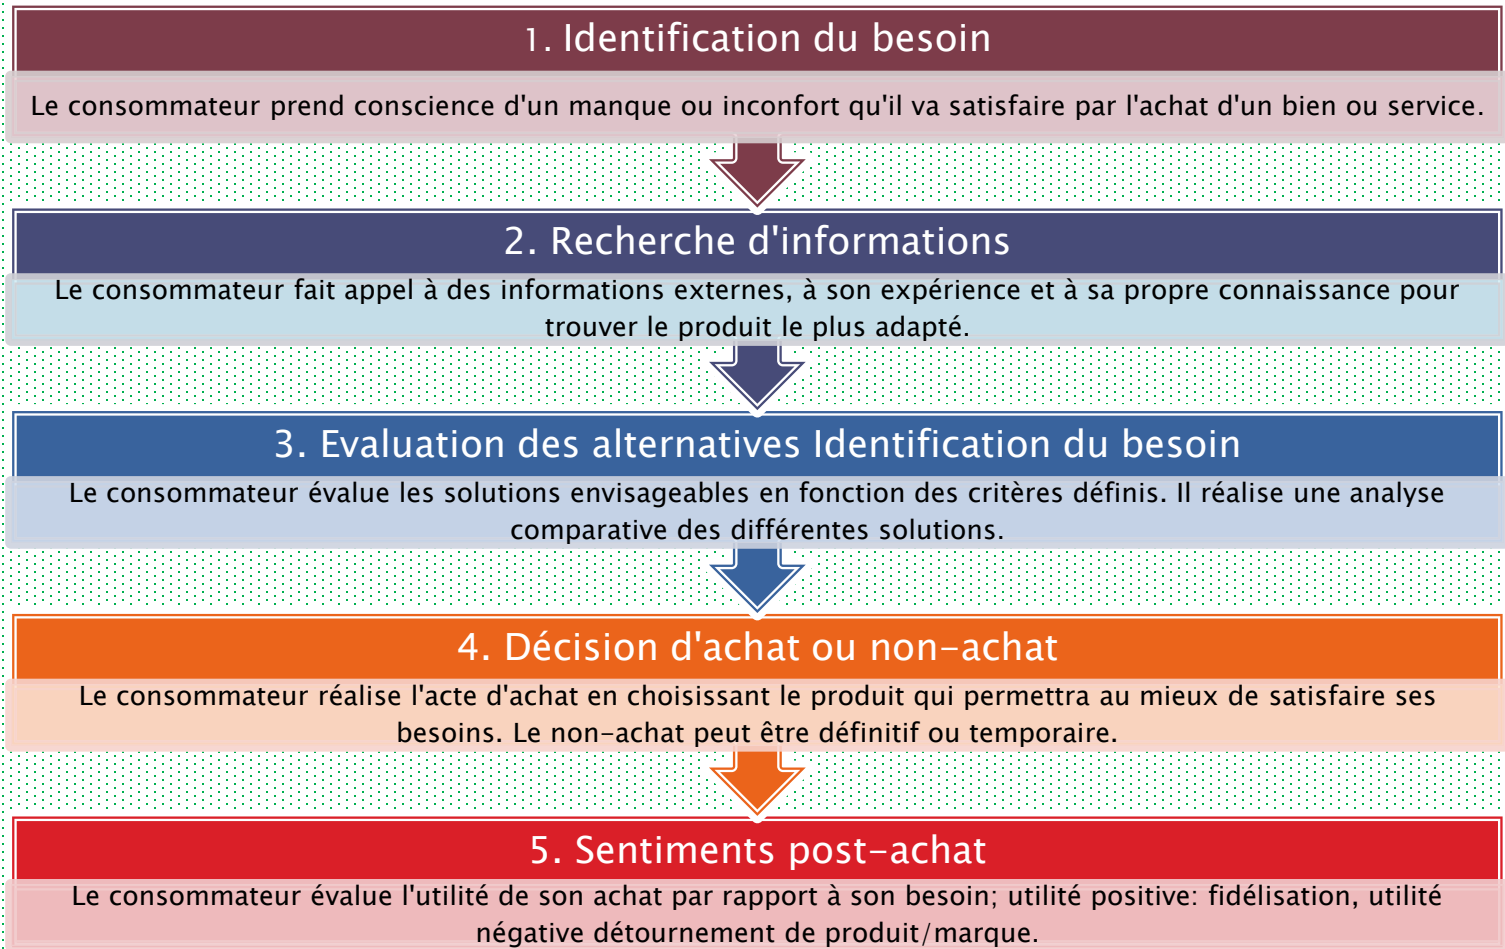 1. Identification du besoin
Le consommateur prend conscience d'un manque ou inconfort qu'il va satisfaire par l'achat d'un bien ou service.
2. Recherche d'informations
Le consommateur fait appel à des informations externes, à son expérience et à sa propre connaissance pour
trouver le produit le plus adapté.
3. Evaluation des alternatives Identification du besoin
Le consommateur évalue les solutions envisageables en fonction des critères définis. Il réalise une analyse
comparative des différentes solutions.
4. Décision d'achat ou non-achat
Le consommateur réalise l'acte d'achat en choisissant le produit qui permettra au mieux de satisfaire ses
besoins. Le non-achat peut être définitif ou temporaire.
5. Sentiments post-achat
Le consommateur évalue l'utilité de son achat par rapport à son besoin; utilité positive: fidélisation, utilité
négative détournement de produit/marque.